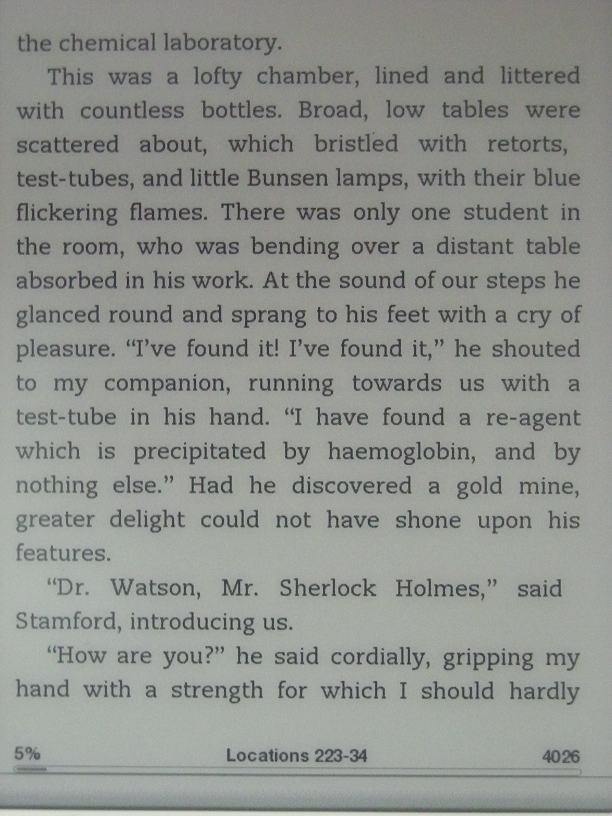 the chemical laboratory.
This was a lofty chamber, lined and littered
with countless bottles. Broad, low tables were
scattered about, which bristled with retorts,
test-tubes, and little Bunsen lamps, with their blue
flickering flames. There was only one student in
the room, who was bending over a distant table
absorbed in his work. At the sound of our steps he
glanced round and sprang to his feet with a cry of
pleasure. “I’ve found it! I’ve found it,” he shouted
to my companion, running towards us with a
test-tube in his hand. “I have found a re-agent
which is precipitated by haemoglobin, and by
nothing else.” Had he discovered a gold mine,
greater delight could not have shone upon his
features.
“Dr. Watson, Mr. Sherlock Holmes,” said
Stamford, introducing us.
“How are you?” he said cordially, gripping my
hand with a strength for which I should hardly
5% Locations 223-34 4026